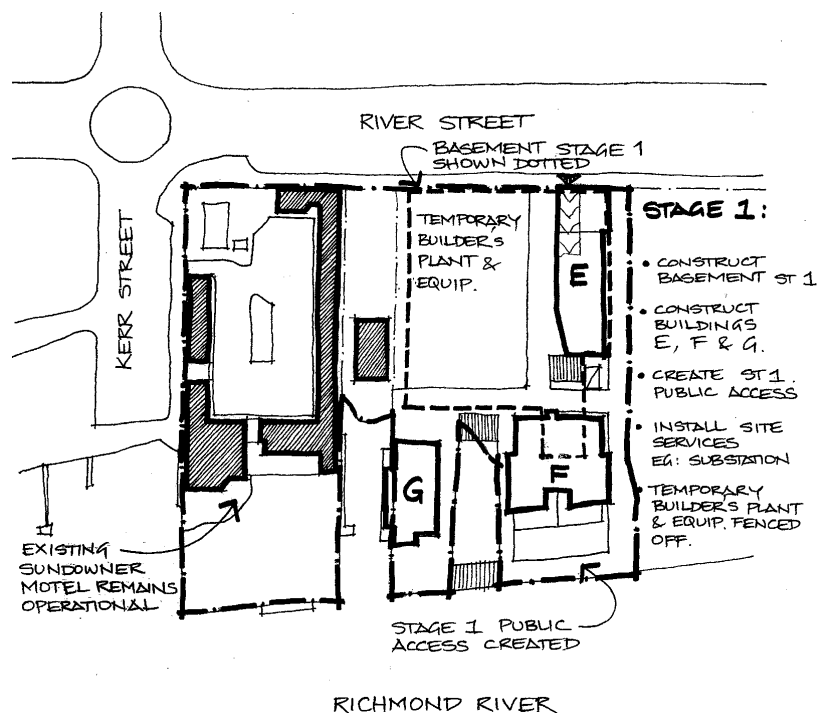 RIVER STREET
BASEMENT STAGE 1
SHOWN DOTTED
KERR STREET
TEMPORARY
BUILDER'S
PLANT &
EQUIP.
E
STAGE 1:
• CONSTRUCT
BASEMENT ST 1
• CONSTRUCT
BUILDINGS
E, F & G.
• CREATE ST 1.
PUBLIC ACCESS
• INSTALL SITE
SERVICES
EG: SUBSTATION
• TEMPORARY
BUILDER'S PLANT
& EQUIP. FENCED
OFF.
G
F
EXISTING
SUNDOWNER
MOTEL REMAINS
OPERATIONAL
STAGE 1 PUBLIC
ACCESS CREATED
RICHMOND RIVER